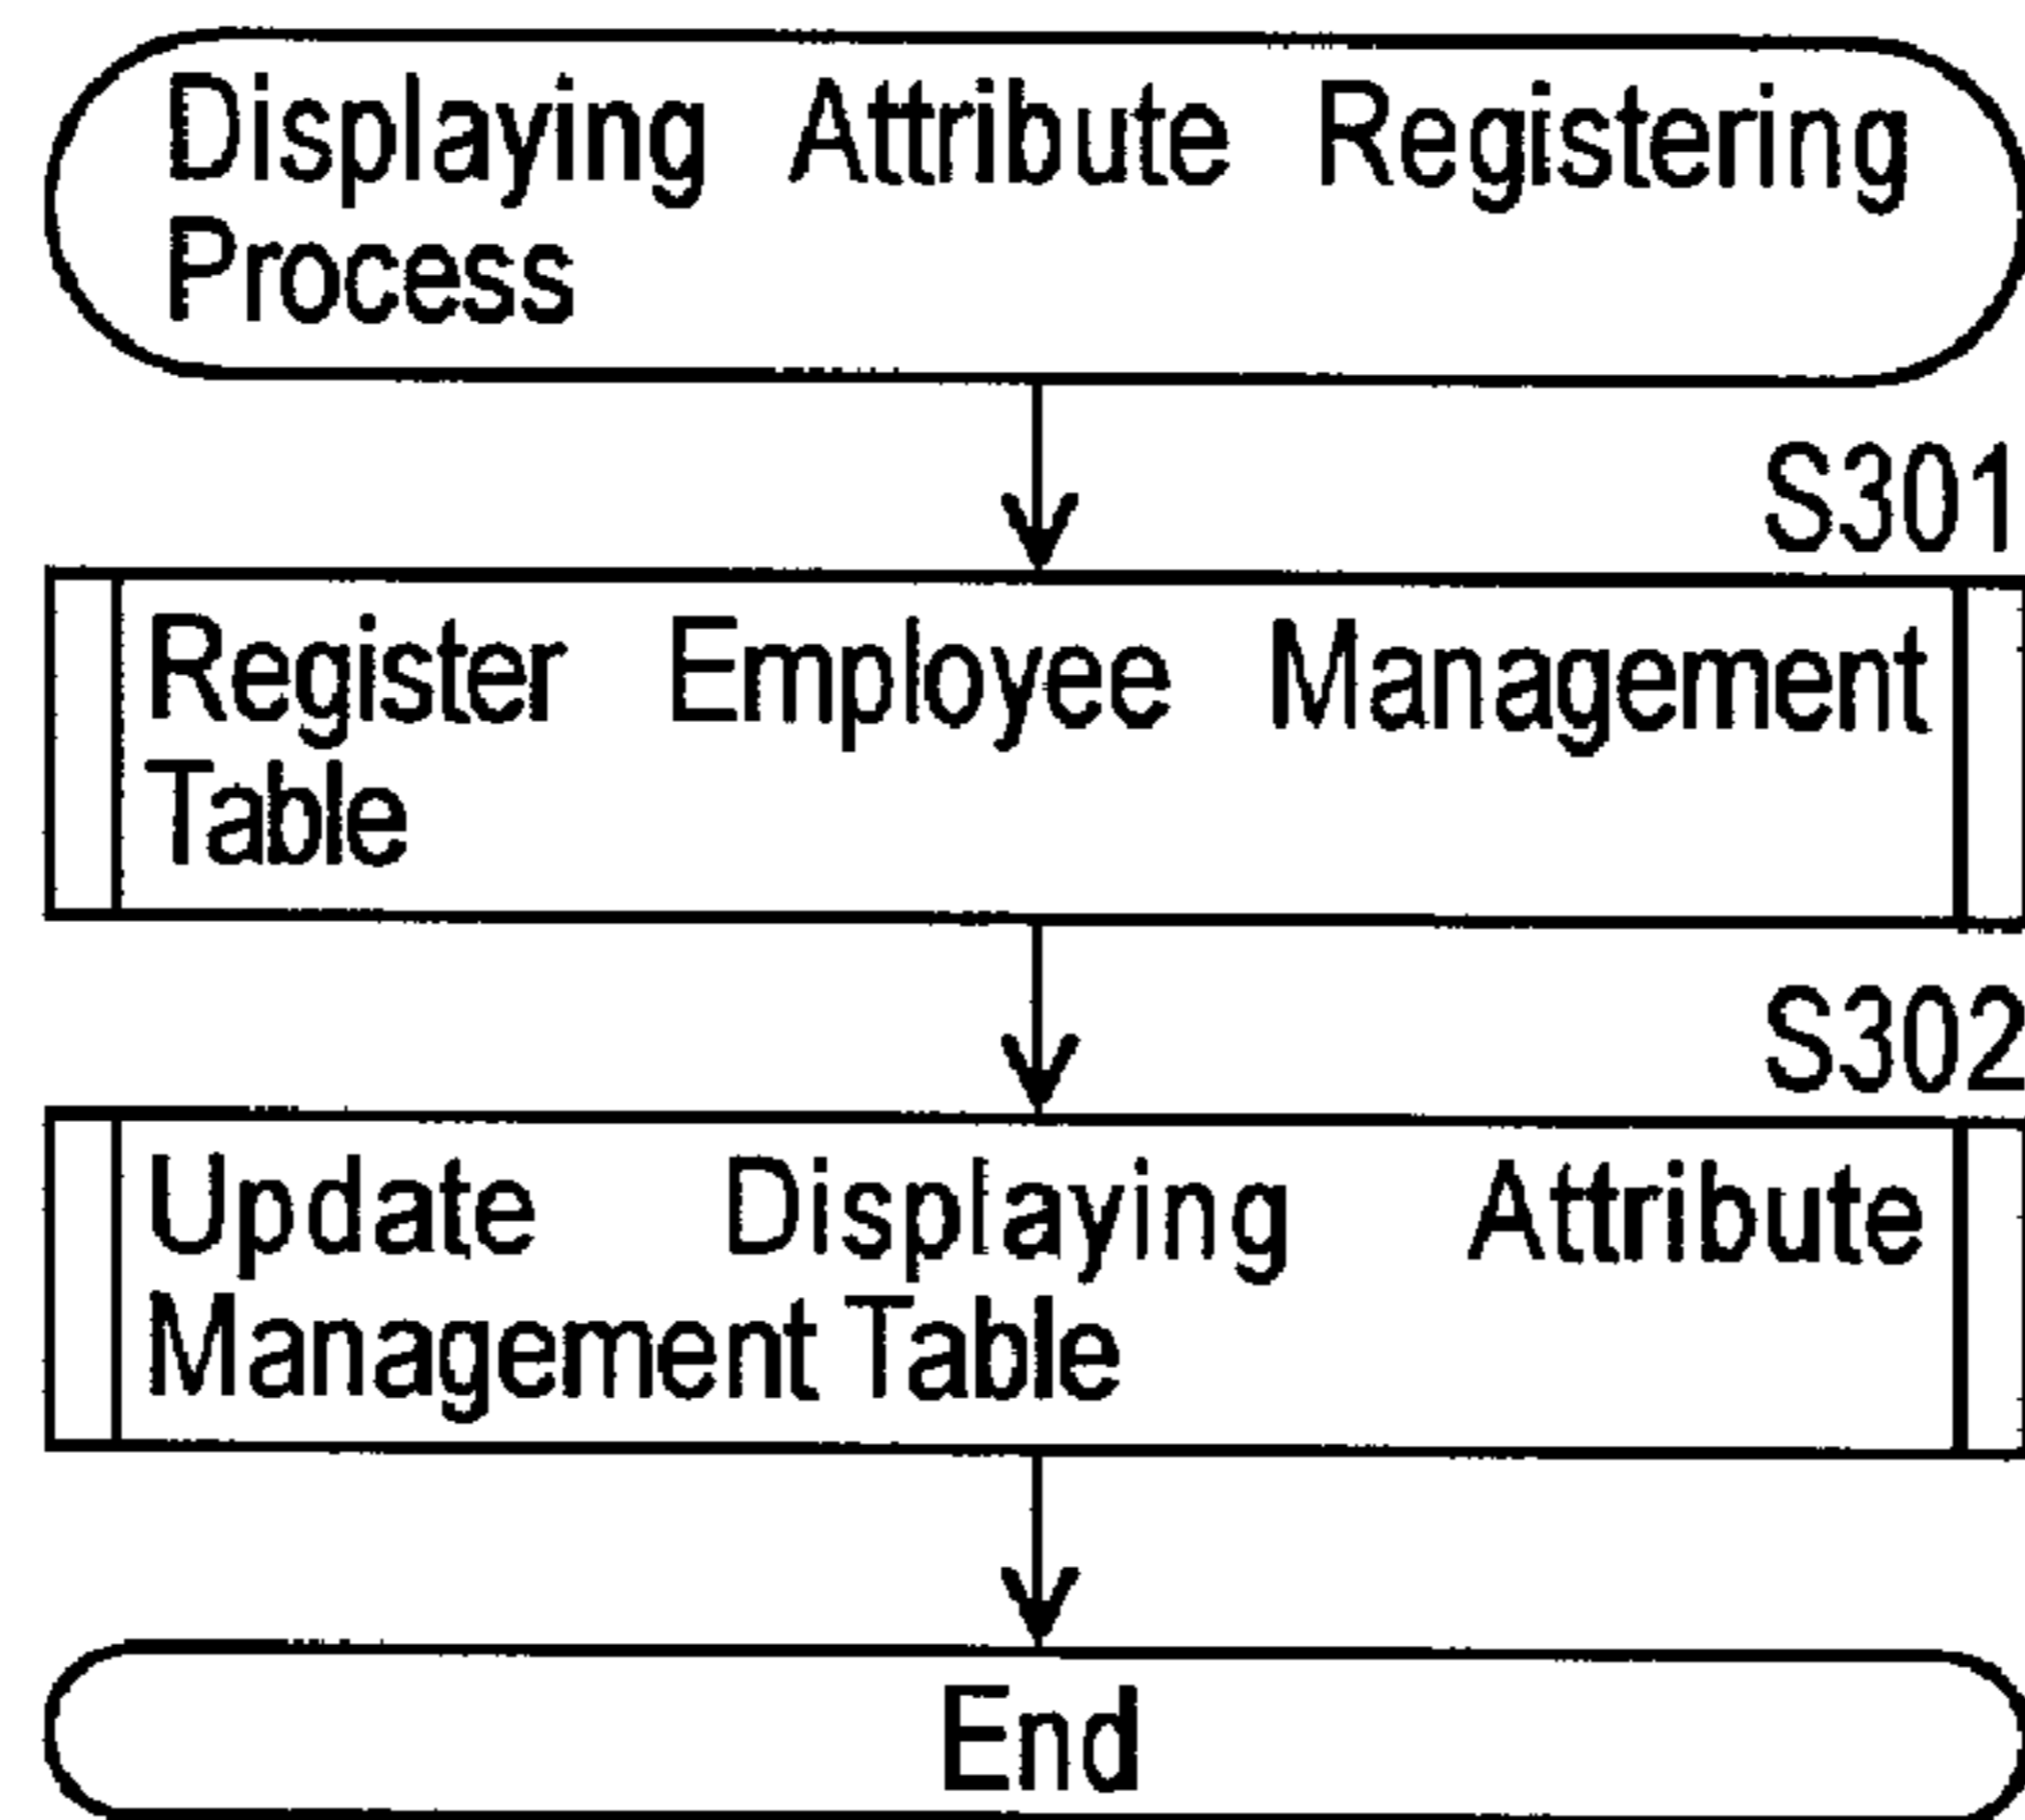 Displaying Attribute Registering
Process
S301
Register Employee Management
Table
S302
Update Displaying Attribute
Management Table
End